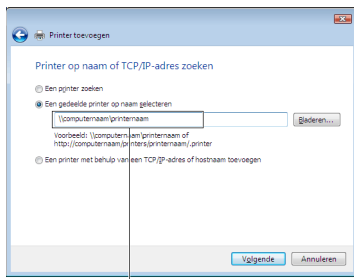 Printer toevoegen
Printer op naam of TCP/IP-adres zoeken
Een printer zoeken
Een gedeelde printer op naam selecteren
\\computernaam\printernaam
Bladeren...
Voorbeeld: \\computernaam\printernaam of
http://computernaam/printers/printernaam/.printer
Een printer met behulp van een TCP/IP-adres of hostnaam toevoegen
Volgende
Annuleren